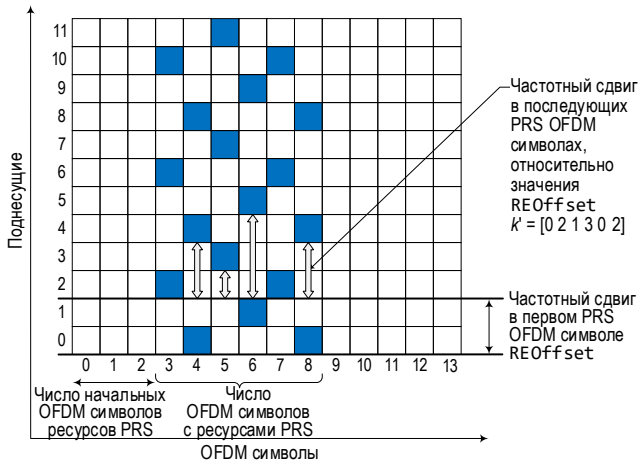 11
10
9
8
7
6
5
4
3
2
1
0
Поднесущие
0 1 2 3 4 5 6 7 8 9 10 11 12 13
Число начальных
OFDM символов
ресурсов PRS
Число
OFDM символов
с ресурсами PRS
OFDM символы
Частотный сдвиг
в последующих
PRS OFDM
символах,
относительно
значения
REOffset
k' = [0 2 1 3 0 2]
Частотный сдвиг
в первом PRS
OFDM символе
REOffset